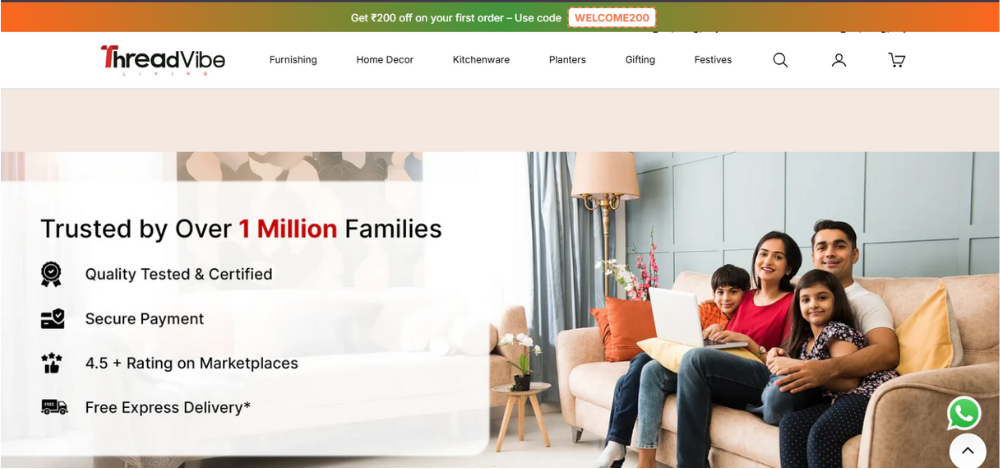 Get ₹200 off on your first order – Use code WELCOME200
ThreadVibe
LIVING
Furnishing
Home Decor
Kitchenware
Planters
Gifting
Festives
Trusted by Over 1 Million Families
Quality Tested & Certified
Secure Payment
4.5 + Rating on Marketplaces
FREE
Free Express Delivery*